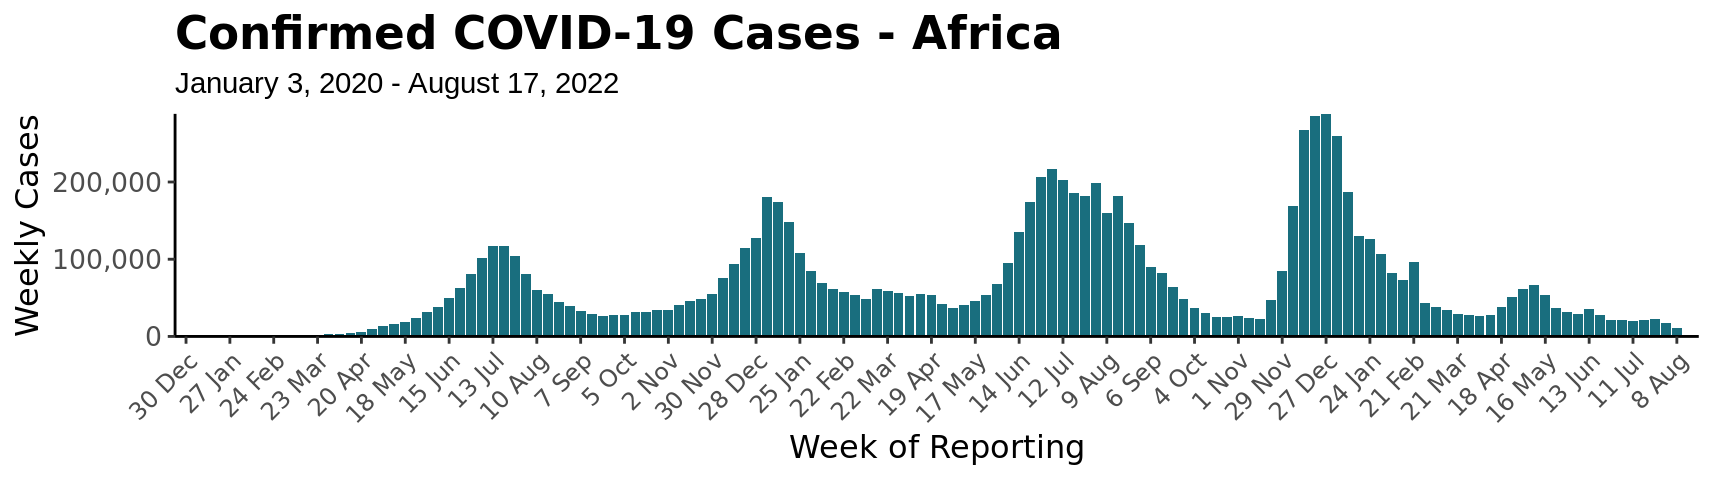 Confirmed COVID-19 Cases - Africa
January 3, 2020 - August 17, 2022
Weekly Cases
200,000
100,000
0
30 Dec
27 Jan
24 Feb
23 Mar
20 Apr
18 May
15 Jun
13 Jul
10 Aug
7 Sep
5 Oct
2 Nov
30 Nov
28 Dec
25 Jan
22 Feb
22 Mar
19 Apr
17 May
14 Jun
12 Jul
9 Aug
6 Sep
4 Oct
1 Nov
29 Nov
27 Dec
24 Jan
21 Feb
21 Mar
18 Apr
16 May
13 Jun
11 Jul
8 Aug
Week of Reporting